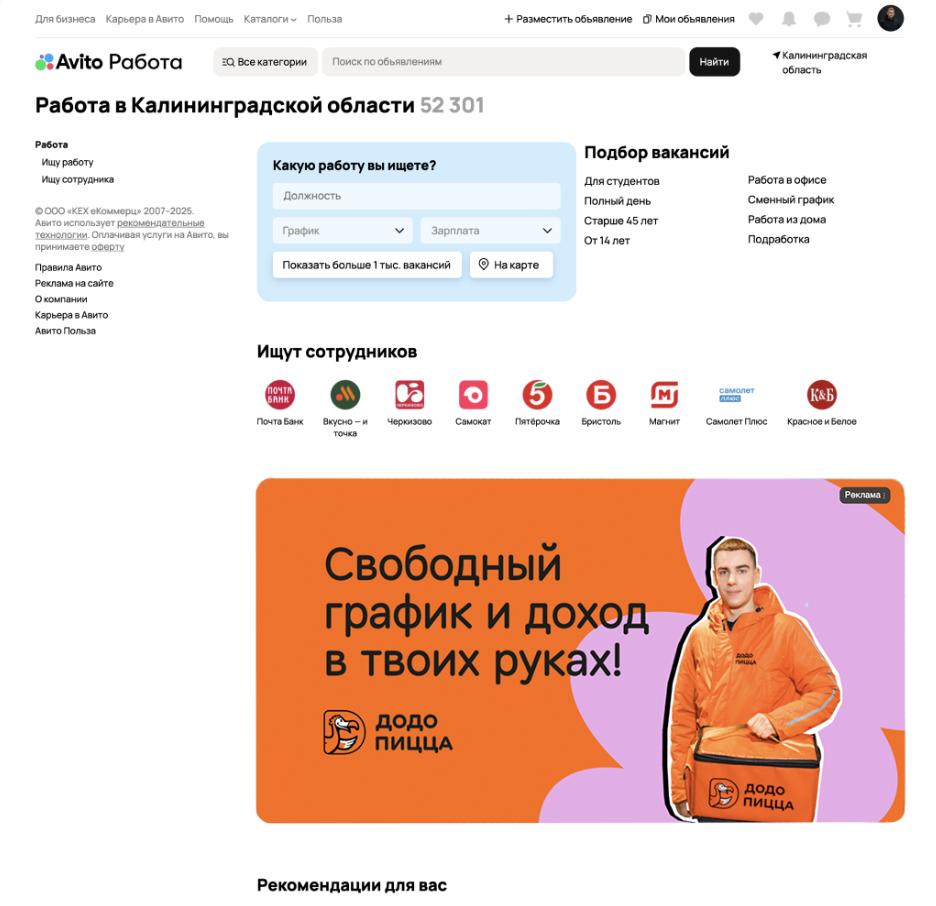 Для бизнеса Карьера в Авито Помощь Каталоги Польза
Разместить объявление Мои объявления
Avito Работа
Все категории
Поиск по объявлениям
Найти
Калининградская
область
Работа в Калининградской области 52 301
Работа
Ищу работу
Ищу сотрудника
© ООО «КЕХ еКоммерц» 2007–2025.
Авито использует рекомендательные
технологии. Оплачивая услуги на Авито, вы
принимаете оферту
Правила Авито
Реклама на сайте
О компании
Карьера в Авито
Авито Польза
Какую работу вы ищете?
Должность
График
Зарплата
Показать больше 1 тыс. вакансий
На карте
Подбор вакансий
Для студентов
Полный день
Старше 45 лет
От 14 лет
Работа в офисе
Сменный график
Работа из дома
Подработка
Ищут сотрудников
ПОЧТА
БАНК
ЧЕРКИЗОВО
5
Б
М
самолет
плюс
К&Б
Почта Банк
Вкусно — и
точка
Черкизово
Самокат
Пятёрочка
Бристоль
Магнит
Самолет Плюс
Красное и Белое
Реклама
Свободный
график и доход
в твоих руках!
ДОДО
ПИЦЦА
ДОДО
ПИЦЦА
ДОДО
ПИЦЦА
Рекомендации для вас